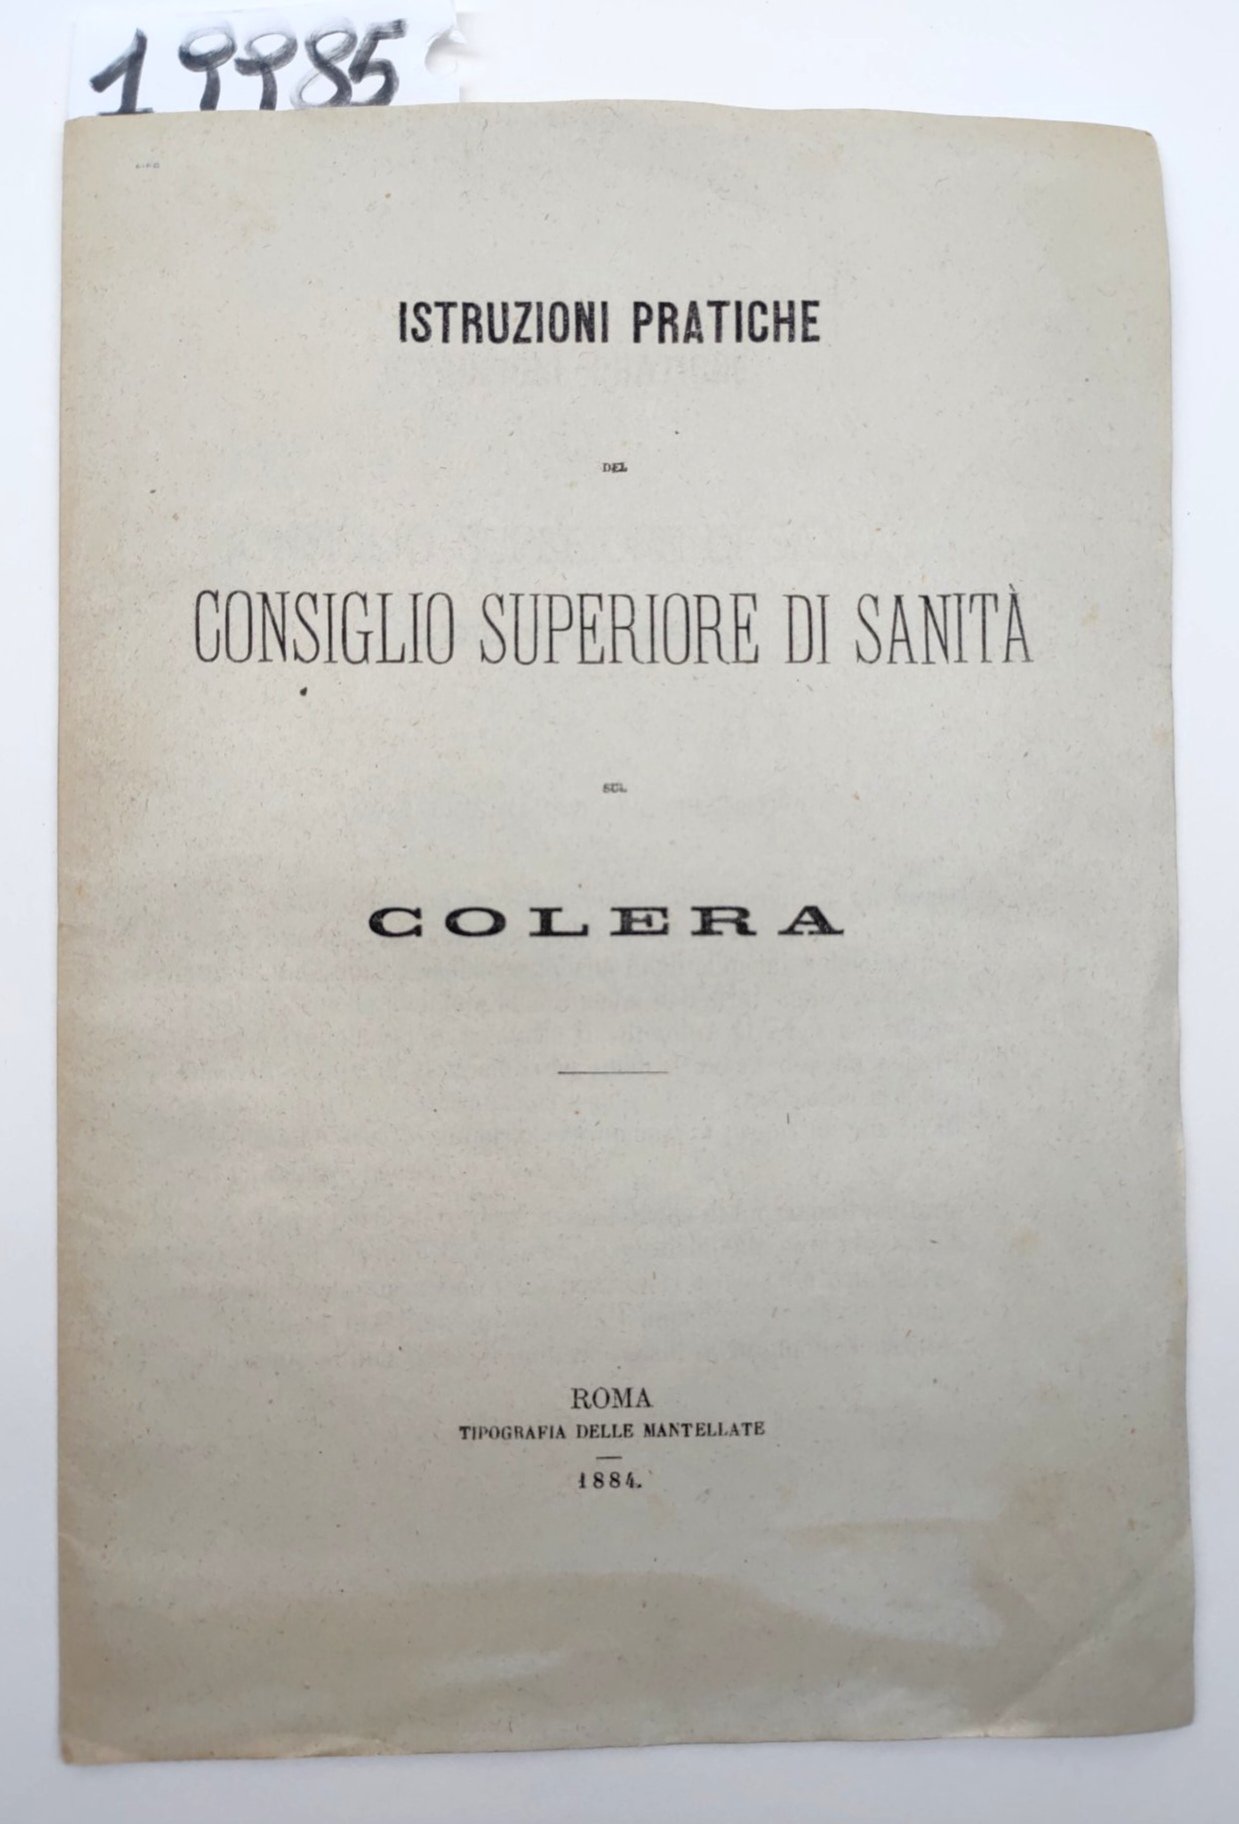 19985
ISTRUZIONI PRATICHE
DEL
CONSIGLIO SUPERIORE DI SANITÀ
SUL
COLERA
ROMA
TIPOGRAFIA DELLE MANTELLATE
1884.